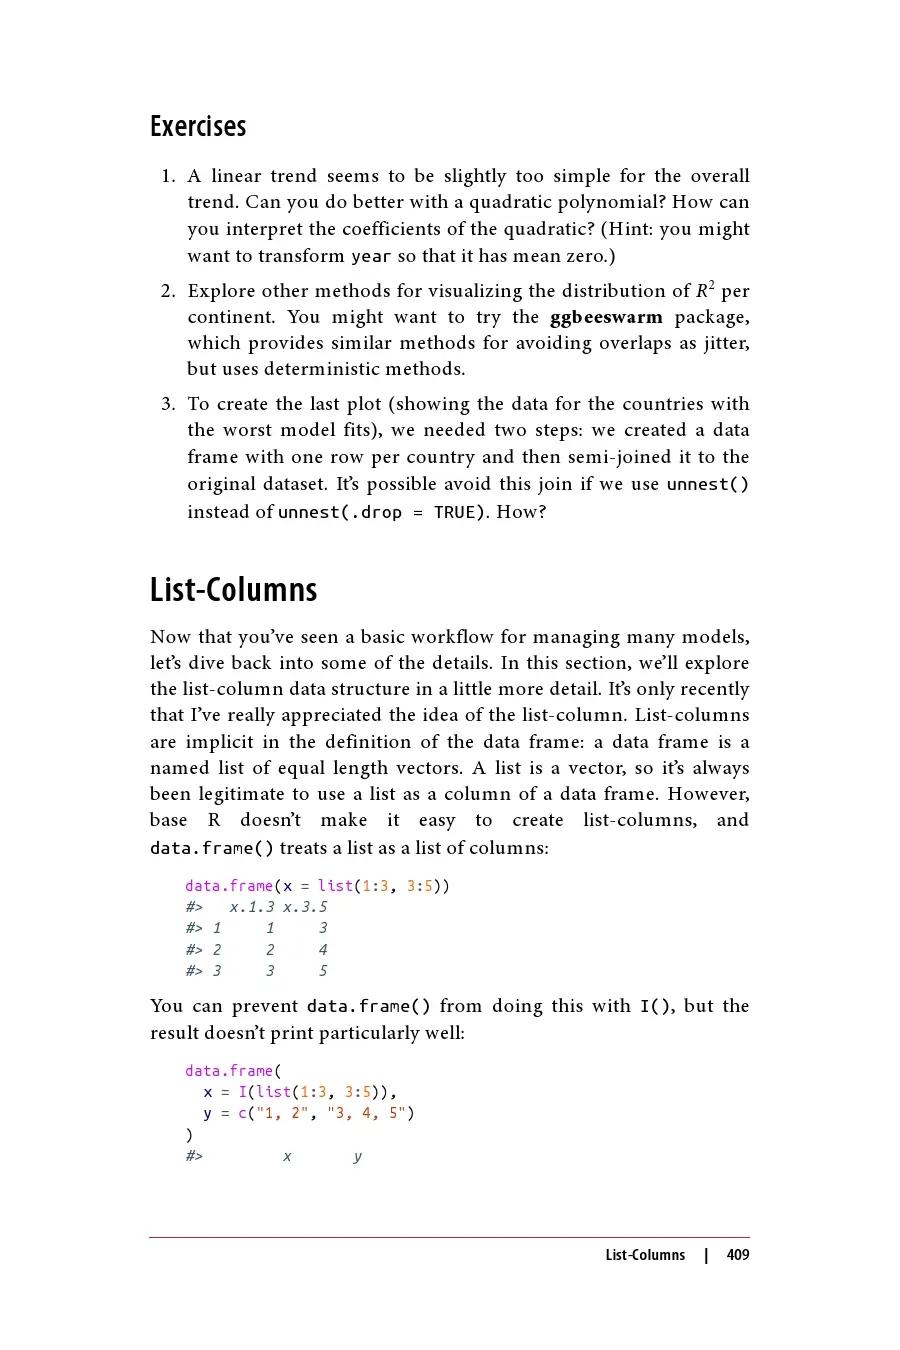 Exercises
1. A linear trend seems to be slightly too simple for the overall
trend. Can you do better with a quadratic polynomial? How can
you interpret the coefficients of the quadratic? (Hint: you might
want to transform year so that it has mean zero.)
2. Explore other methods for visualizing the distribution of R² per
continent. You might want to try the ggbeeswarm package,
which provides similar methods for avoiding overlaps as jitter,
but uses deterministic methods.
3. To create the last plot (showing the data for the countries with
the worst model fits), we needed two steps: we created a data
frame with one row per country and then semi-joined it to the
original dataset. It’s possible avoid this join if we use unnest()
instead of unnest(.drop = TRUE). How?
List-Columns
Now that you’ve seen a basic workflow for managing many models,
let’s dive back into some of the details. In this section, we’ll explore
the list-column data structure in a little more detail. It’s only recently
that I’ve really appreciated the idea of the list-column. List-columns
are implicit in the definition of the data frame: a data frame is a
named list of equal length vectors. A list is a vector, so it’s always
been legitimate to use a list as a column of a data frame. However,
base R doesn’t make it easy to create list-columns, and
data.frame() treats a list as a list of columns:
data.frame(x = list(1:3, 3:5))
#>   x.1.3 x.3.5
#> 1     1     3
#> 2     2     4
#> 3     3     5
You can prevent data.frame() from doing this with I(), but the
result doesn’t print particularly well:
data.frame(
  x = I(list(1:3, 3:5)),
  y = c("1, 2", "3, 4, 5")
)
#>         x       y
List-Columns | 409